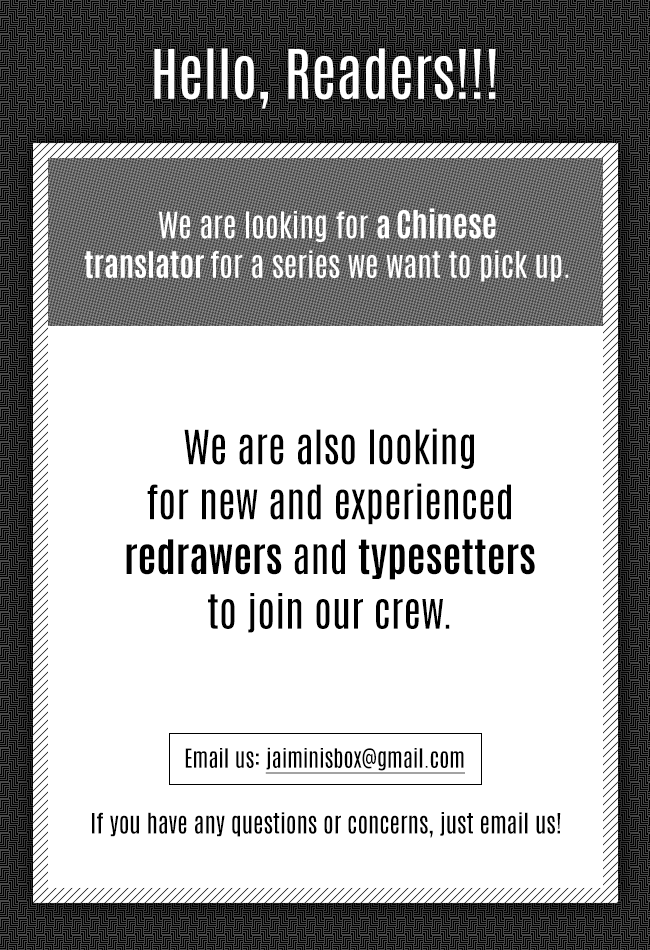 Hello, Readers!!!
We are looking for a Chinese
translator for a series we want to pick up.
We are also looking
for new and experienced
redrawers and typesetters
to join our crew.
Email us: jaiminisbox@gmail.com
If you have any questions or concerns, just email us!